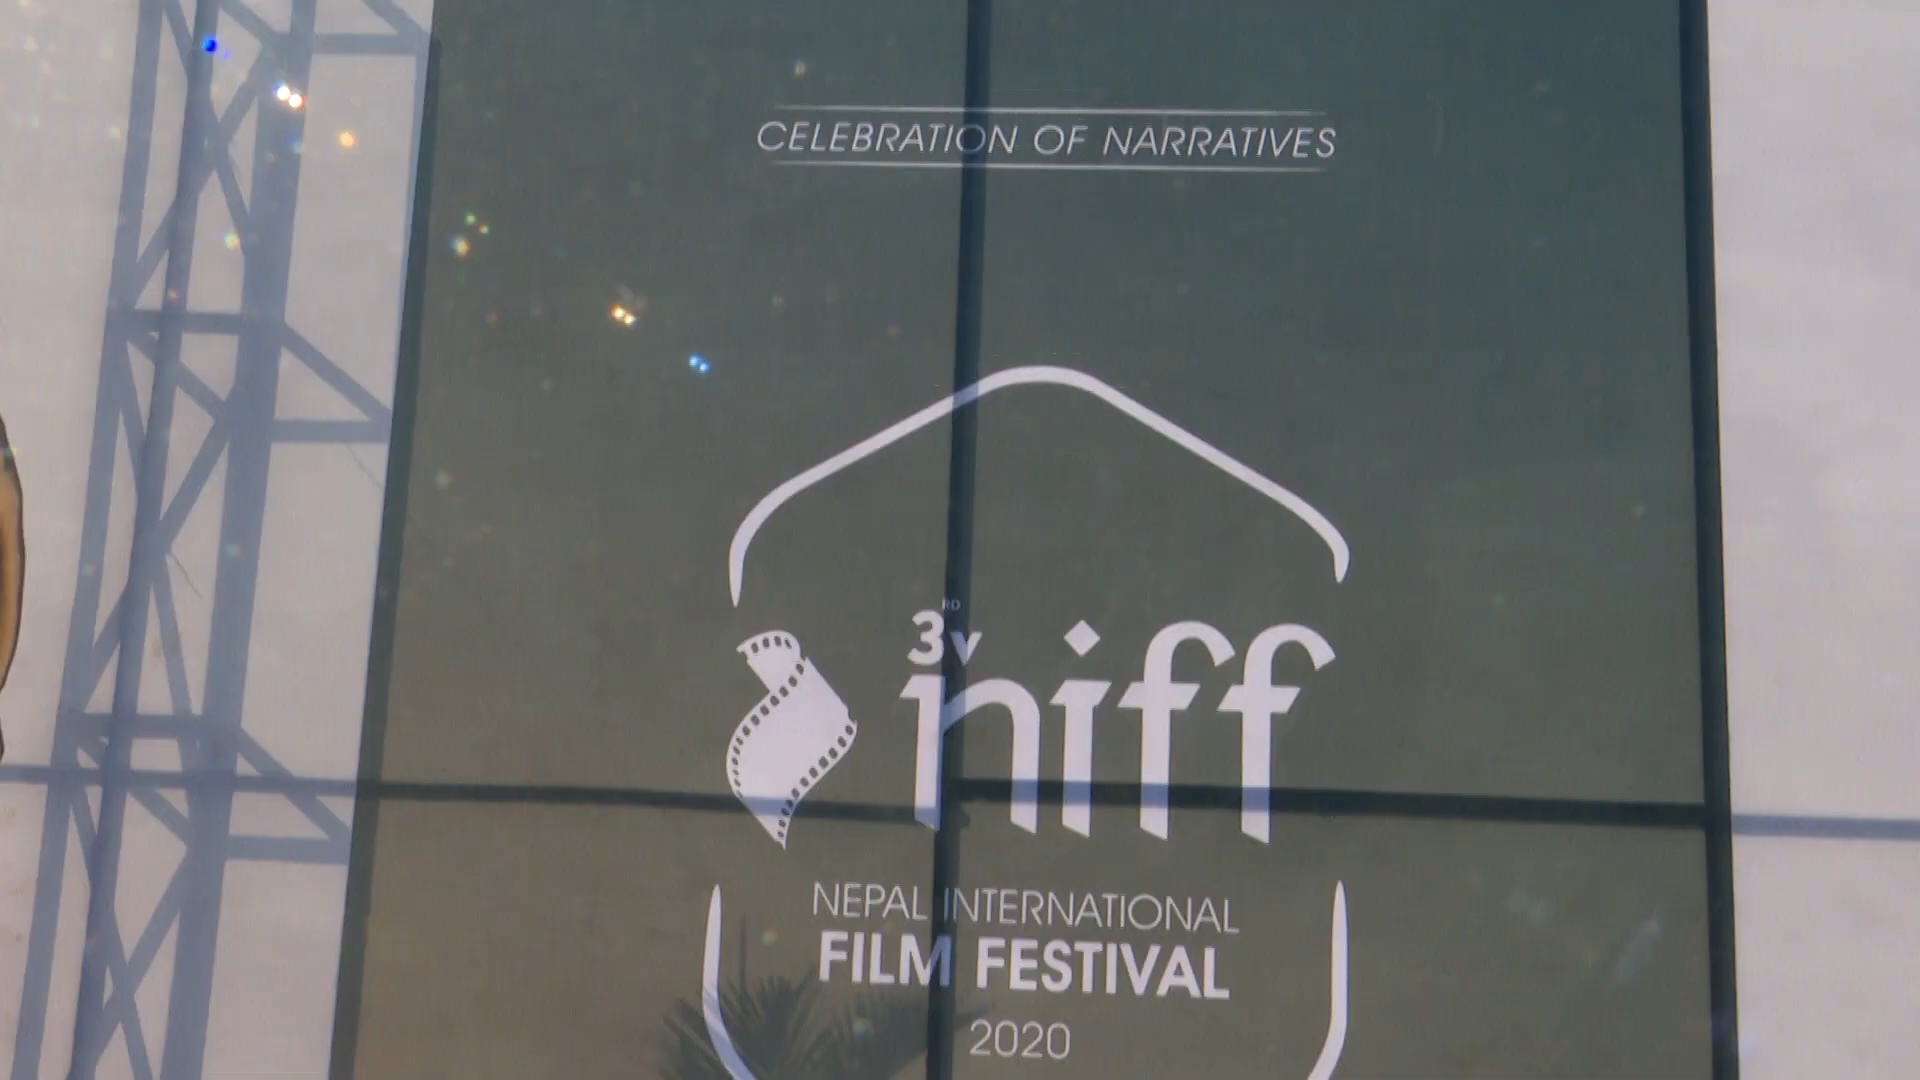 CELEBRATION OF NARRATIVES
3RD
niff
NEPAL INTERNATIONAL
FILM FESTIVAL
2020